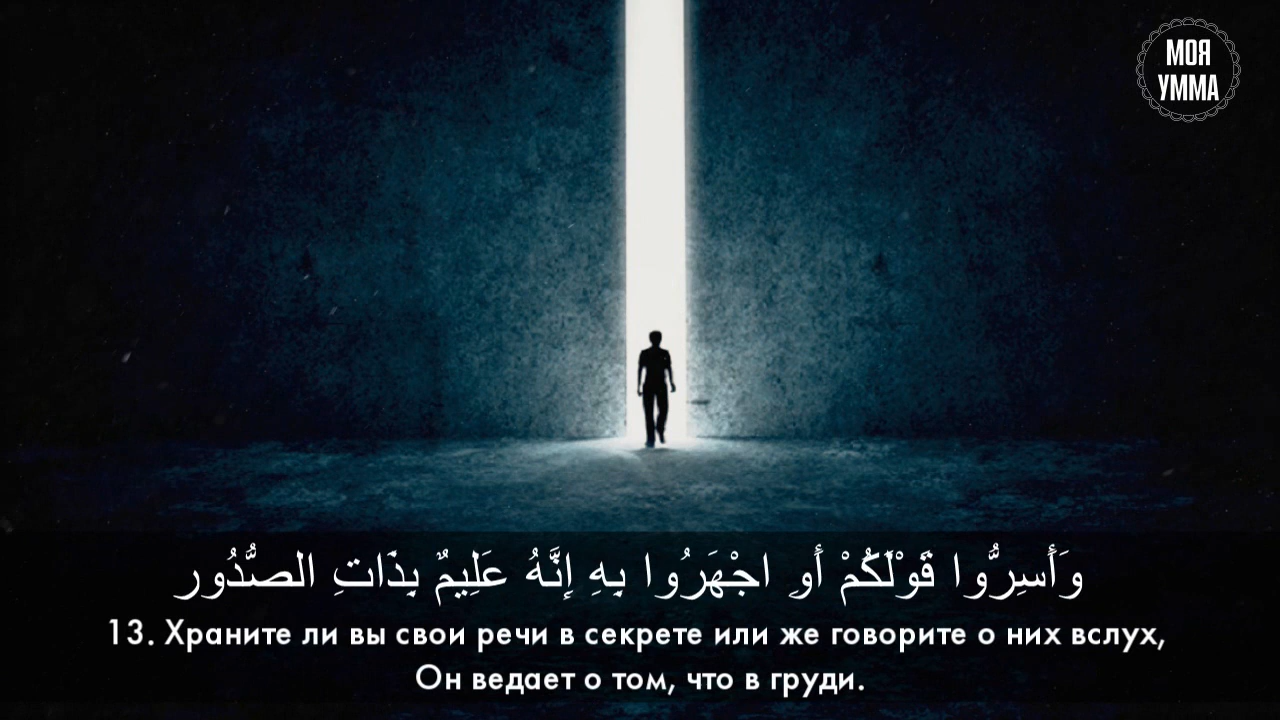 МОЯ
УММА
وَأَسِرُّوا قَوْلَكُمْ أَوِ اجْهَرُوا بِهِ إِنَّهُ عَلِيمٌ بِذَاتِ الصُّدُور
13. Храните ли вы свои речи в секрете или же говорите о них вслух,
Он ведает о том, что в груди.